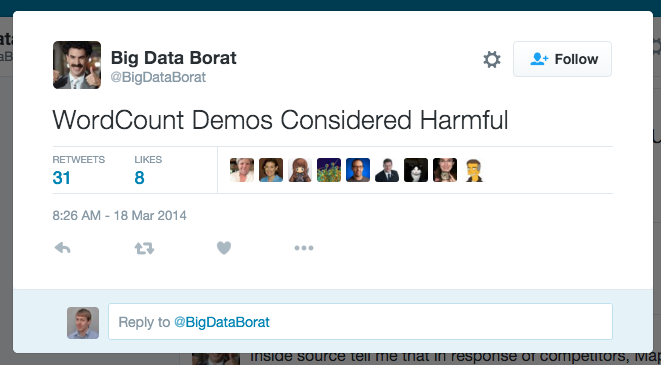 Big Data Borat
@BigDataBorat
Follow
WordCount Demos Considered Harmful
RETWEETS
31
LIKES
8
8:26 AM - 18 Mar 2014
Reply to @BigDataBorat
Inside source tell me that in response of competitors, Map